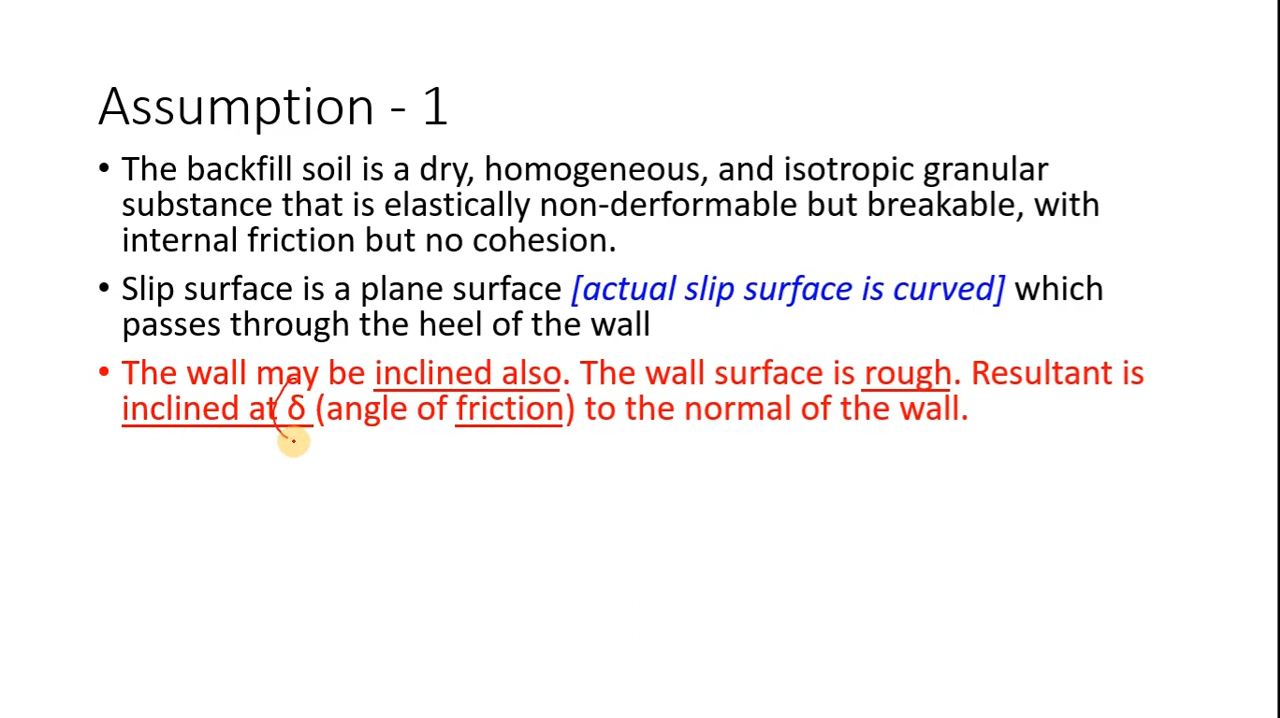 Assumption - 1
• The backfill soil is a dry, homogeneous, and isotropic granular
substance that is elastically non-derformable but breakable, with
internal friction but no cohesion.
• Slip surface is a plane surface [actual slip surface is curved] which
passes through the heel of the wall
• The wall may be inclined also. The wall surface is rough. Resultant is
inclined at δ (angle of friction) to the normal of the wall.